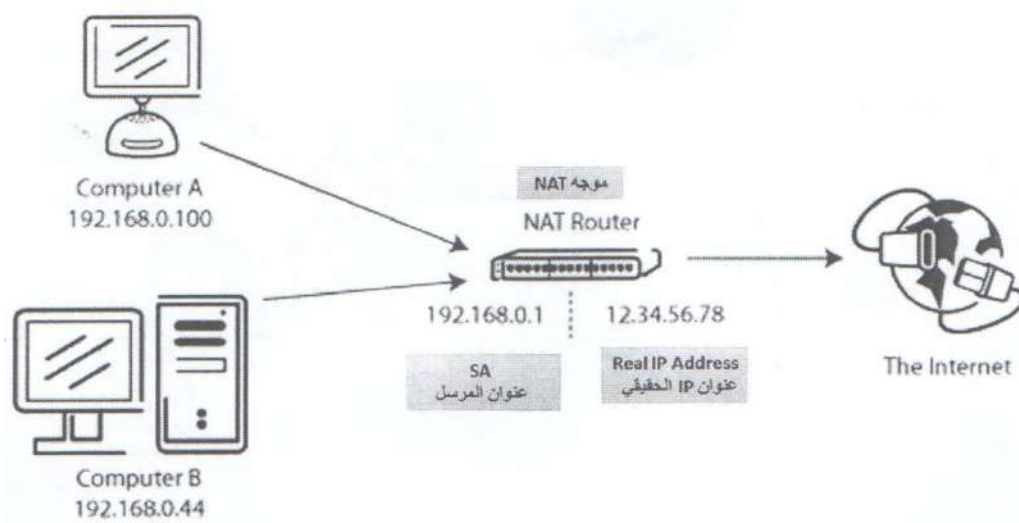 Computer A
192.168.0.100
موجه NAT
NAT Router
192.168.0.1
12.34.56.78
SA
عنوان المرسل
Real IP Address
عنوان IP الحقيقي
The Internet
Computer B
192.168.0.44